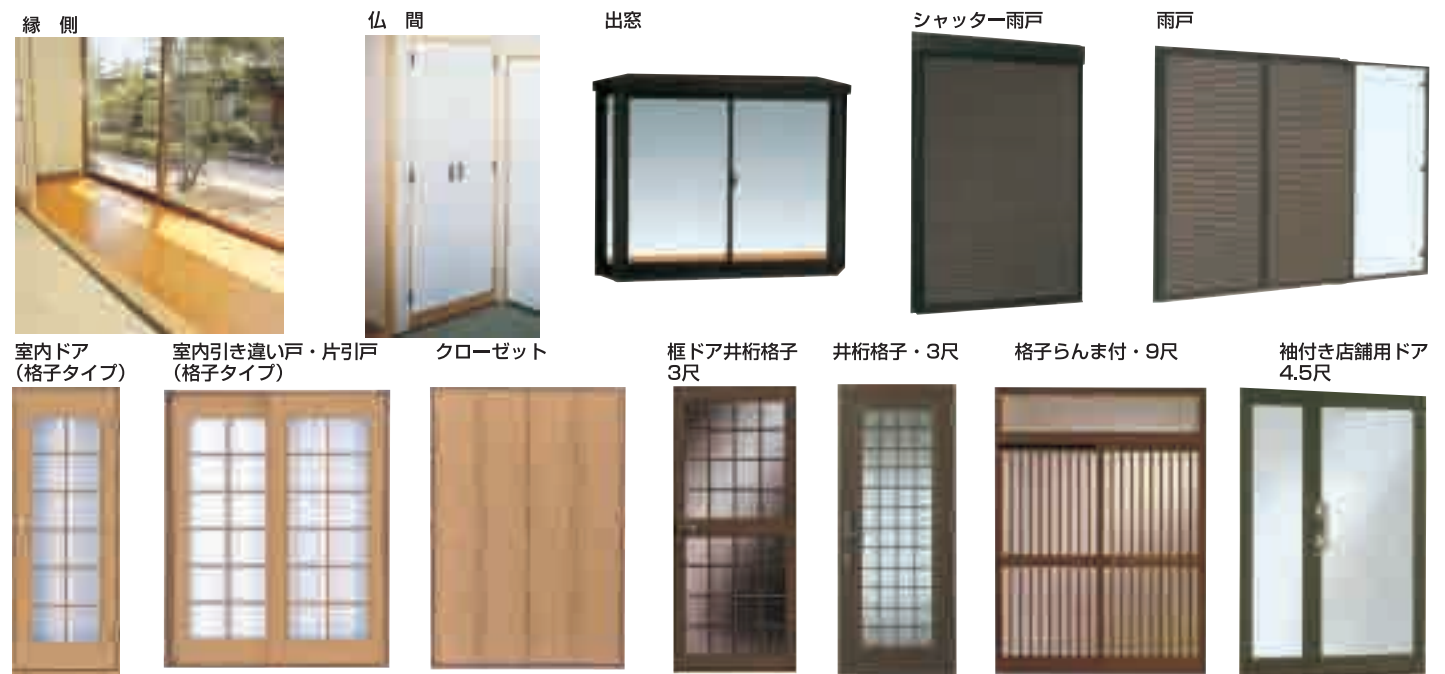 縁　側
仏　間
出窓
シャッター雨戸
雨戸
室内ドア
（格子タイプ）
室内引き違い戸・片引戸
（格子タイプ）
クローゼット
框ドア井桁格子
3尺
井桁格子・3尺
格子らんま付・9尺
袖付き店舗用ドア
4.5尺